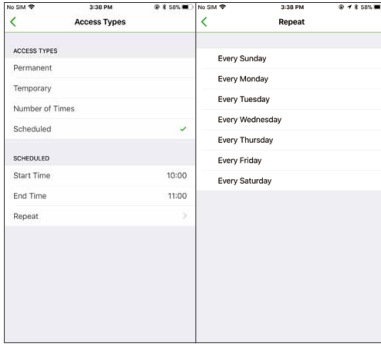 No SIM 3:38 PM 58%
Access Types
ACCESS TYPES
Permanent
Temporary
Number of Times
Scheduled
SCHEDULED
Start Time 10:00
End Time 11:00
Repeat
No SIM 3:38 PM 58%
Repeat
Every Sunday
Every Monday
Every Tuesday
Every Wednesday
Every Thursday
Every Friday
Every Saturday